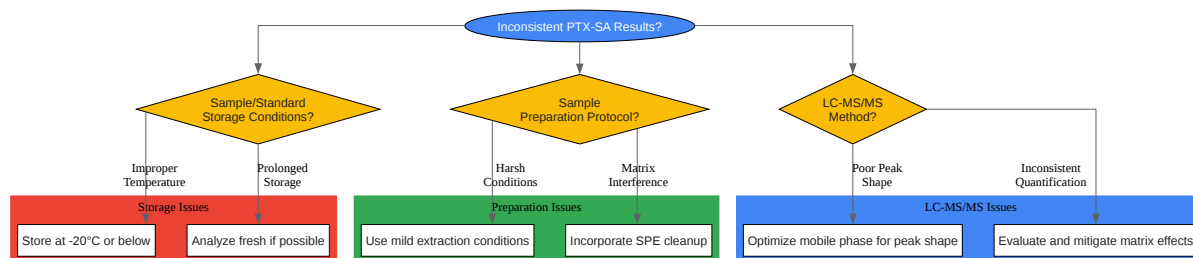 Inconsistent PTX-SA Results?
Sample/Standard
Storage Conditions?
Sample
Preparation Protocol?
LC-MS/MS
Method?
Improper
Temperature
Prolonged
Storage
Harsh
Conditions
Matrix
Interference
Poor Peak
Shape
Inconsistent
Quantification
Storage Issues
Preparation Issues
LC-MS/MS Issues
Store at -20°C or below
Analyze fresh if possible
Use mild extraction conditions
Incorporate SPE cleanup
Optimize mobile phase for peak shape
Evaluate and mitigate matrix effects